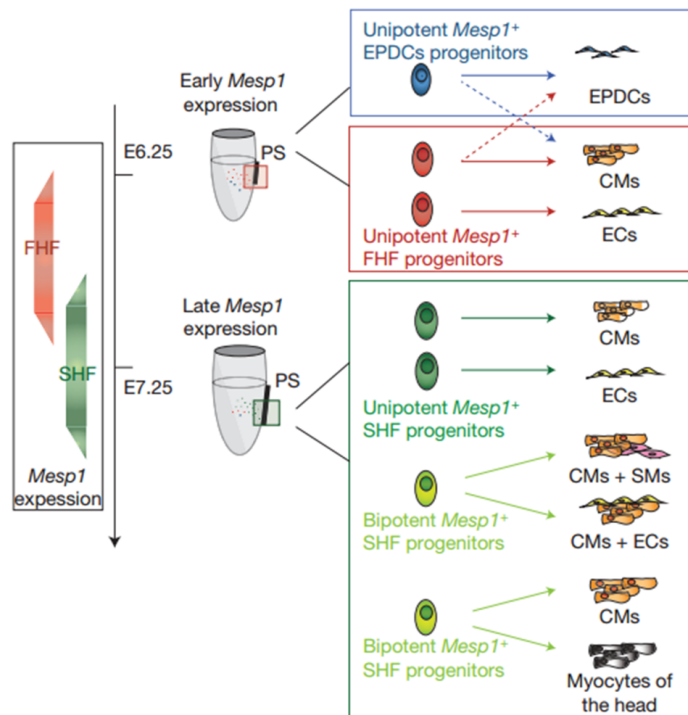 Unipotent Mesp1+
EPDCs progenitors
EPDCs
Early Mesp1
expression
PS
E6.25
CMs
ECs
Unipotent Mesp1+
FHF progenitors
FHF
SHF
Mesp1
expession
E7.25
Late Mesp1
expression
PS
CMs
ECs
Unipotent Mesp1+
SHF progenitors
CMs + SMs
CMs + ECs
Bipotent Mesp1+
SHF progenitors
CMs
Bipotent Mesp1+
SHF progenitors
Myocytes of
the head